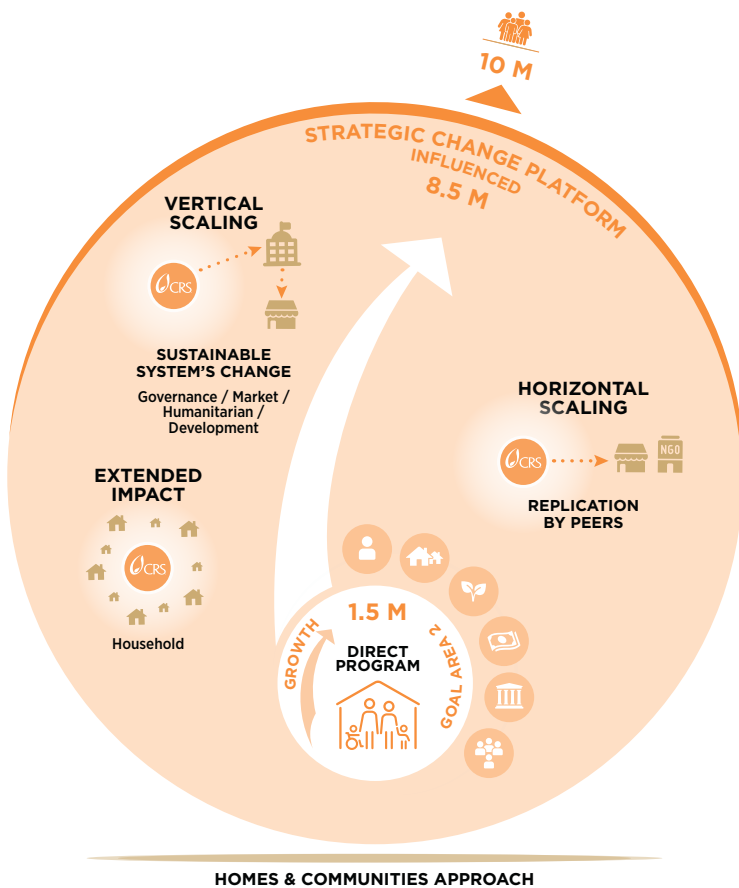 10 M
STRATEGIC CHANGE PLATFORM
INFLUENCED
8.5 M
VERTICAL
SCALING
CRS
SUSTAINABLE
SYSTEM'S CHANGE
Governance / Market /
Humanitarian /
Development
HORIZONTAL
SCALING
CRS
NGO
REPLICATION
BY PEERS
EXTENDED
IMPACT
CRS
Household
1.5 M
GROWTH
DIRECT
PROGRAM
GOAL AREA 2
HOMES & COMMUNITIES APPROACH